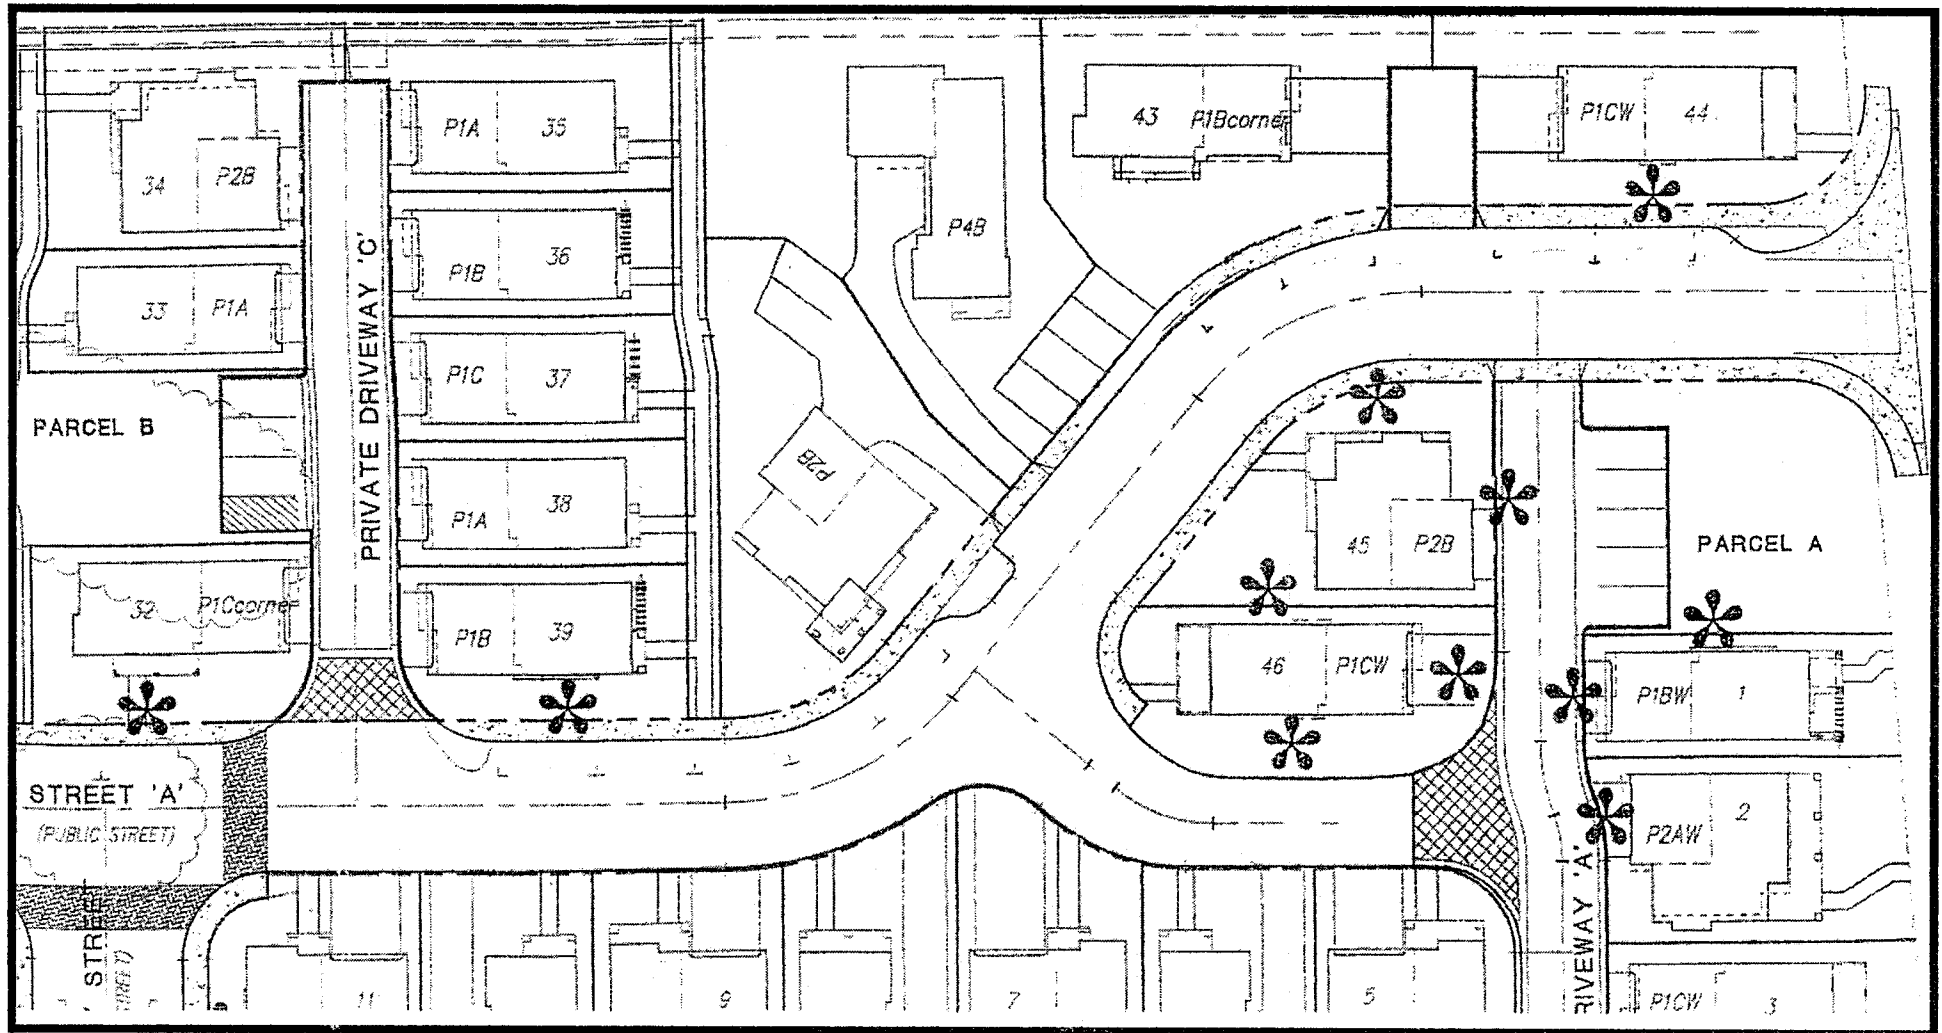 43 P1Bcorner
P1CW 44
P1A 35
34 P2B
P4B
P1B 36
33 P1A
PRIVATE DRIVEWAY 'C'
P1C 37
PARCEL B
P2B
P1A 38
45 P2B
PARCEL A
32 P1Ccorner
P1B 39
46 P1CW
P1BW 1
STREET 'A'
(PUBLIC STREET)
2
P2AW
RIVEWAY 'A'
' STREET
TREET)
11
9
7
5
P1CW 3